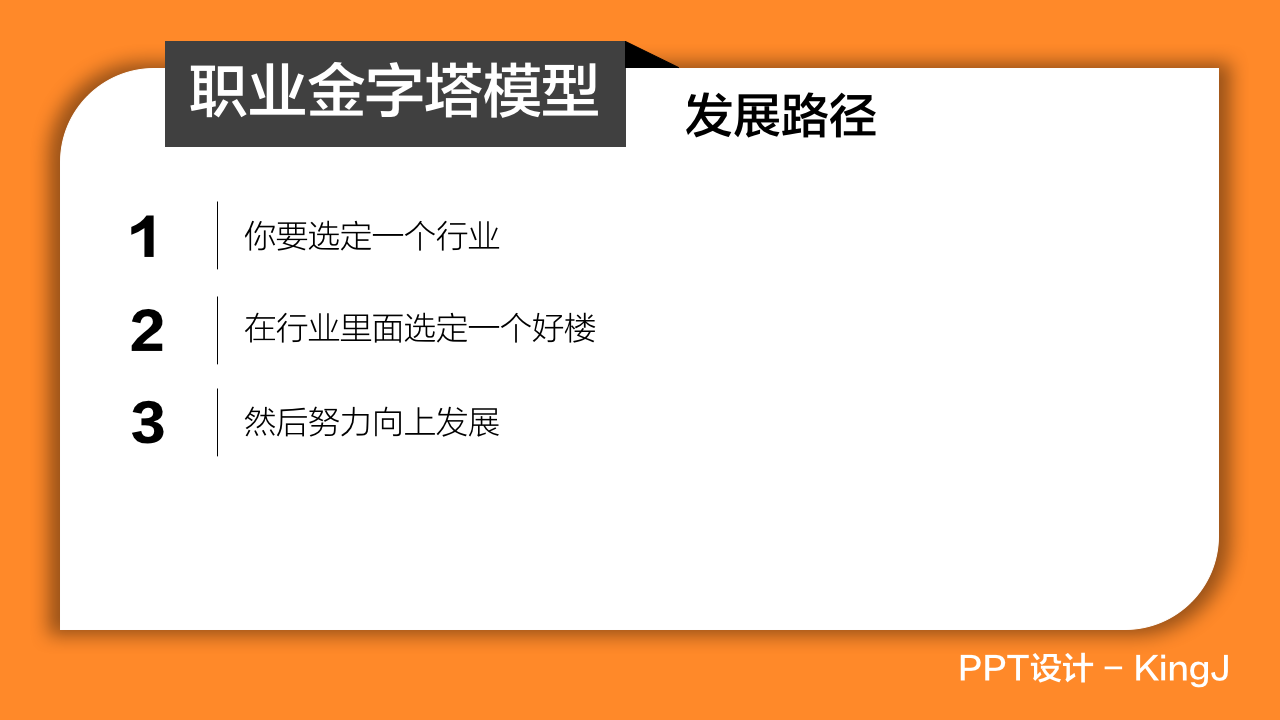 职业金字塔模型
发展路径
1 你要选定一个行业
2 在行业里面选定一个好楼
3 然后努力向上发展
PPT设计 – KingJ